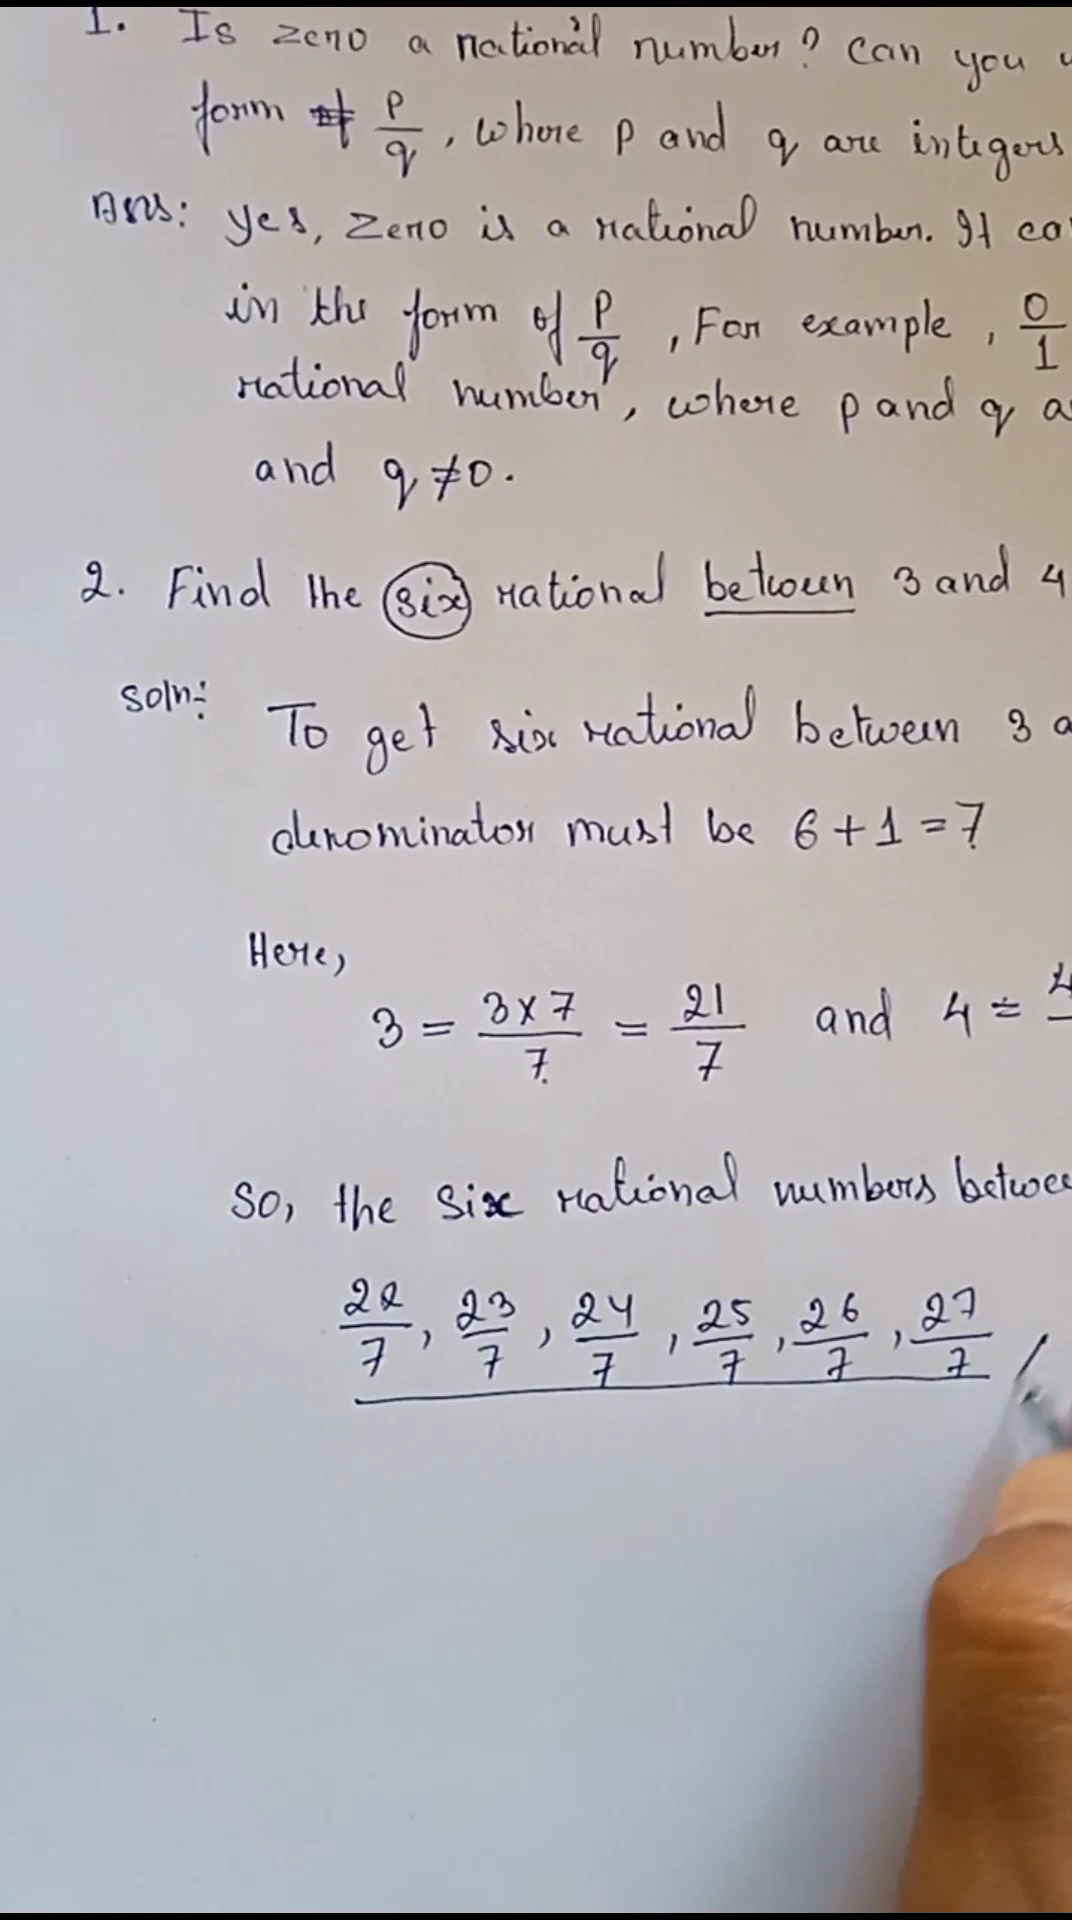 1. Is zero a rational number? Can you
form of p/q, where p and q are integers
Ans: yes, zero is a rational number. It ca
in the form of p/q, For example, 0/1
rational number, where p and q a
and q ≠ 0.
2. Find the six rational between 3 and 4
Soln:
To get six rational between 3 a
denominator must be 6+1=7
Here,
3 = 3×7/7 = 21/7 and 4 = 4
So, the six rational numbers betwee
22/7, 23/7, 24/7, 25/7, 26/7, 27/7